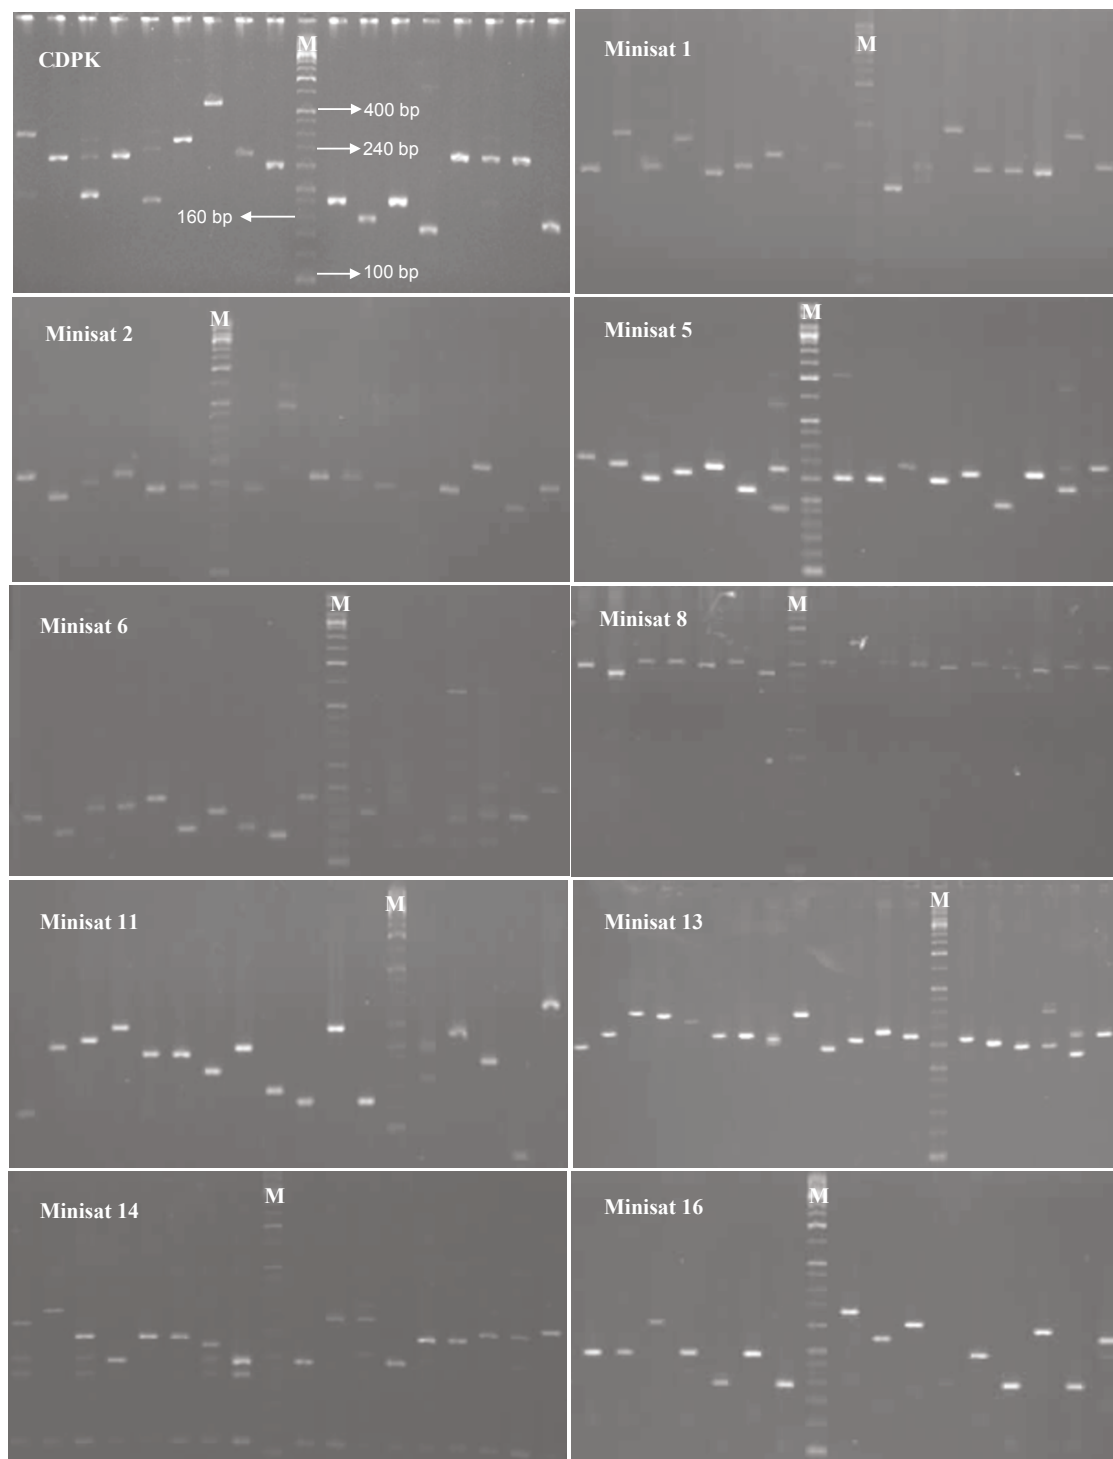 CDPK
M
400 bp
240 bp
160 bp
100 bp
Minisat 1
M
Minisat 2
M
Minisat 5
M
Minisat 6
M
Minisat 8
M
Minisat 11
M
Minisat 13
M
Minisat 14
M
Minisat 16
M